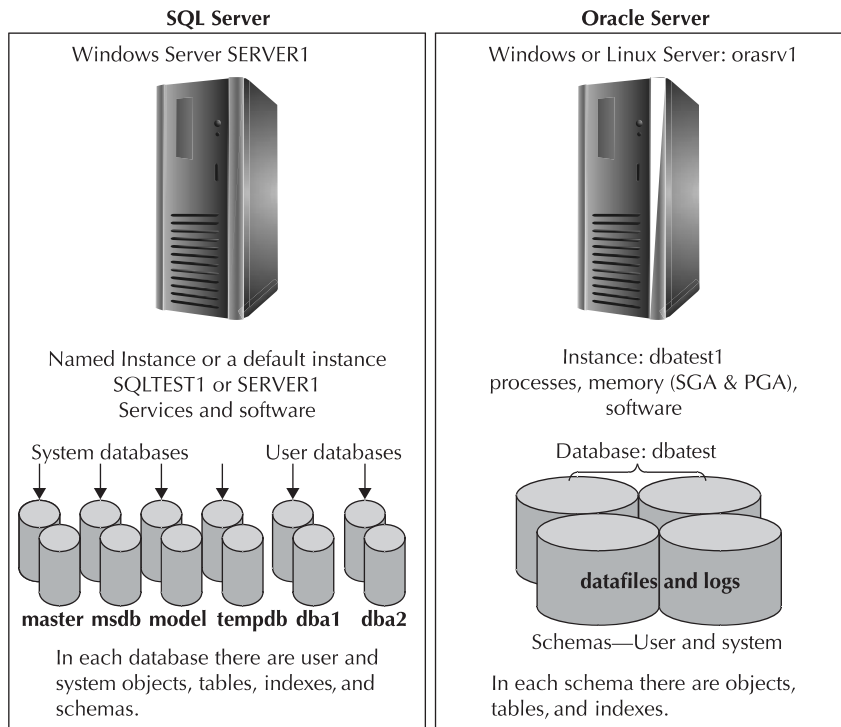 SQL Server
Windows Server SERVER1
Named Instance or a default instance
SQLTEST1 or SERVER1
Services and software
System databases
User databases
master
msdb
model
tempdb
dba1
dba2
In each database there are user and
system objects, tables, indexes, and
schemas.
Oracle Server
Windows or Linux Server: orasrv1
Instance: dbatest1
processes, memory (SGA & PGA),
software
Database: dbatest
datafiles and logs
Schemas—User and system
In each schema there are objects,
tables, and indexes.